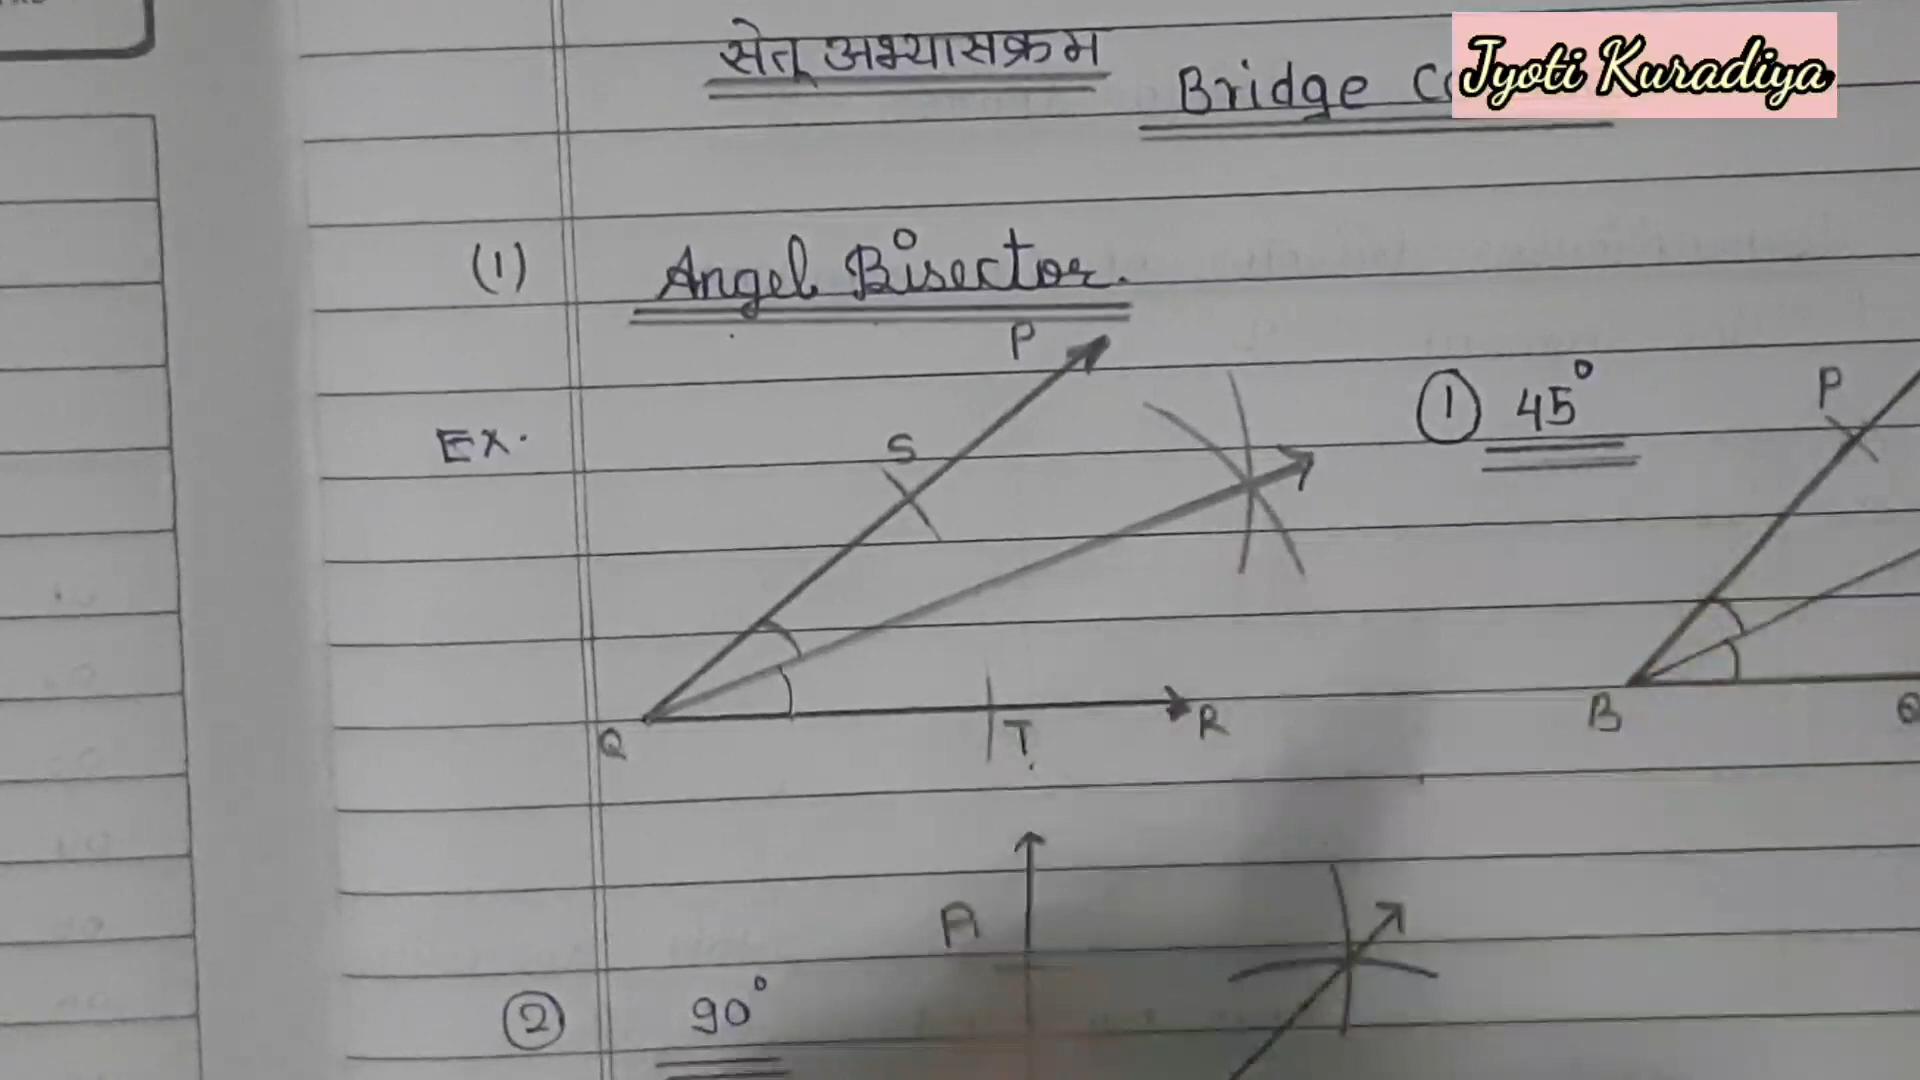 सेतू अभ्यासक्रम
Bridge
Jyoti Kuradiya
(1) Angel Bisector.
Ex.
P
S
Q
T
R
① 45°
P
B
② 90°
A